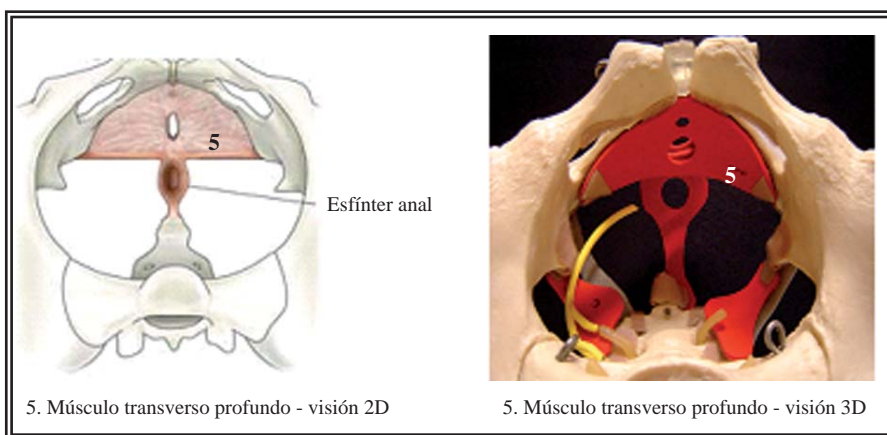 5
Esfínter anal
5
5. Músculo transverso profundo - visión 2D
5. Músculo transverso profundo - visión 3D